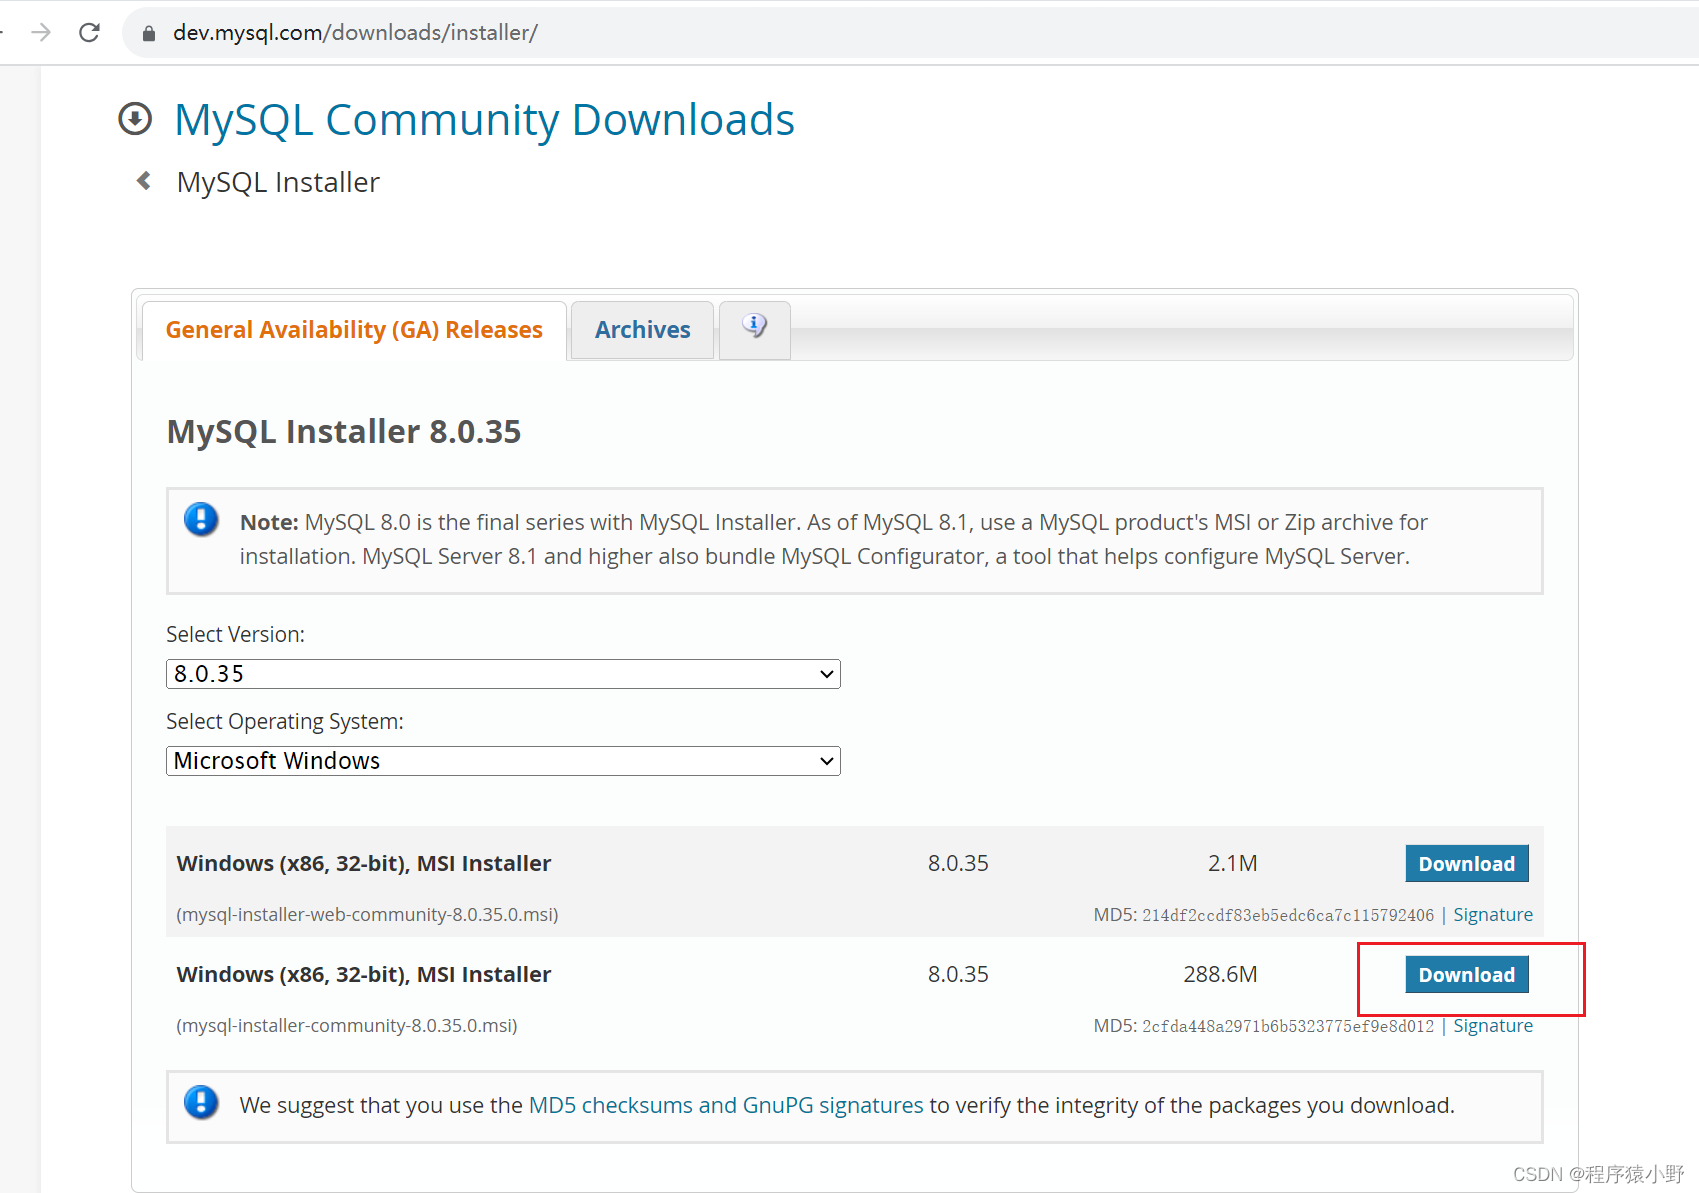 dev.mysql.com/downloads/installer/
MySQL Community Downloads
MySQL Installer
General Availability (GA) Releases
Archives
MySQL Installer 8.0.35
Note: MySQL 8.0 is the final series with MySQL Installer. As of MySQL 8.1, use a MySQL product's MSI or Zip archive for
installation. MySQL Server 8.1 and higher also bundle MySQL Configurator, a tool that helps configure MySQL Server.
Select Version:
8.0.35
Select Operating System:
Microsoft Windows
Windows (x86, 32-bit), MSI Installer 8.0.35 2.1M Download
(mysql-installer-web-community-8.0.35.0.msi) MD5: 214df2ccdf83eb5edc6ca7c115792406 | Signature
Windows (x86, 32-bit), MSI Installer 8.0.35 288.6M Download
(mysql-installer-community-8.0.35.0.msi) MD5: 2cfda448a2971b6b5323775ef9e8d012 | Signature
We suggest that you use the MD5 checksums and GnuPG signatures to verify the integrity of the packages you download.
CSDN @程序猿小野